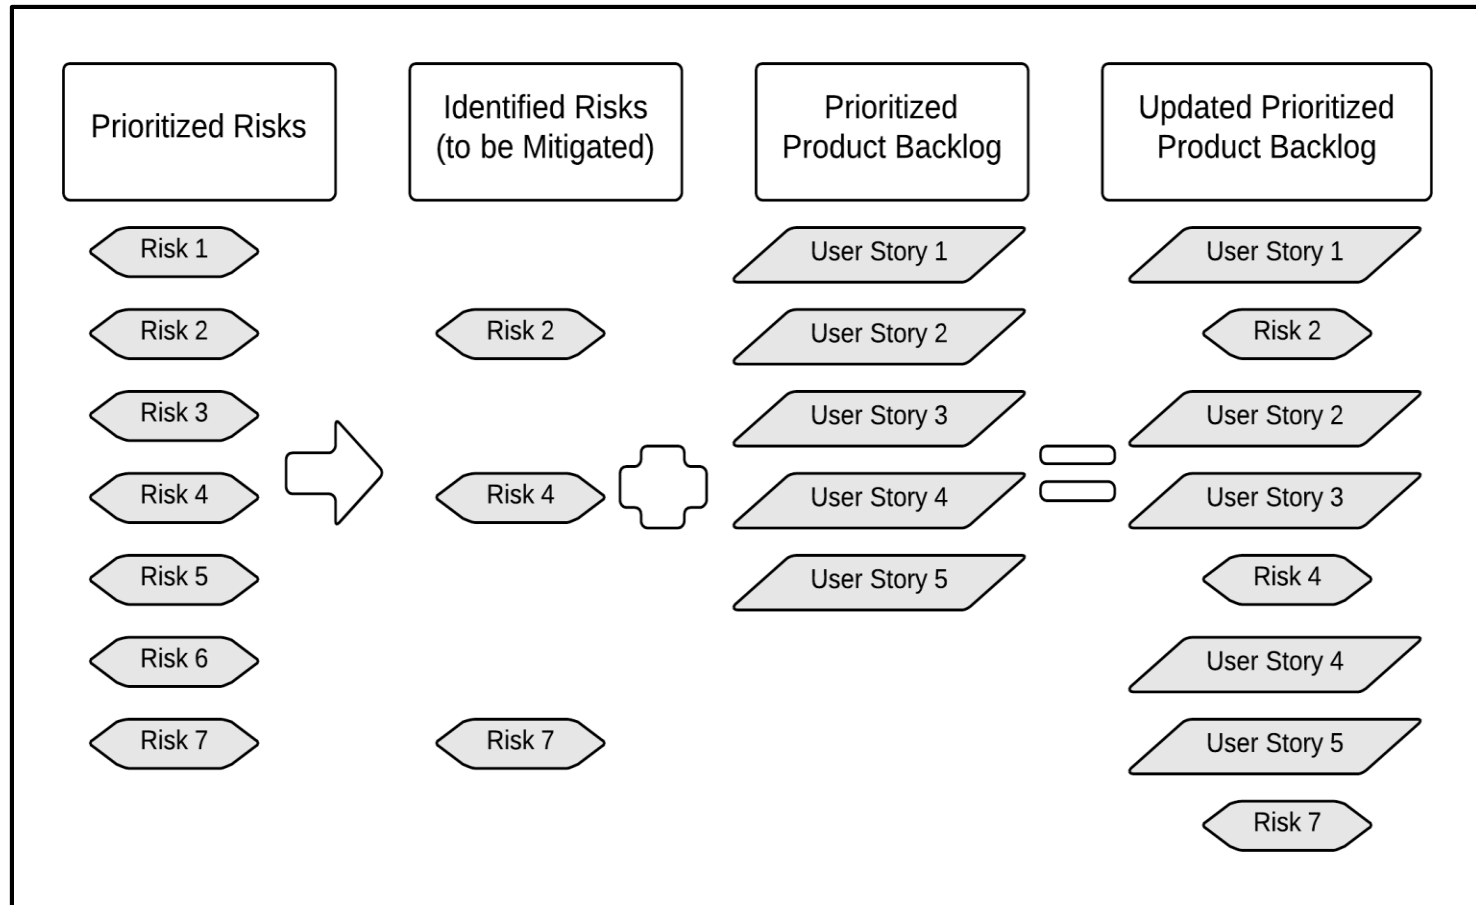 Prioritized Risks
Identified Risks
(to be Mitigated)
Prioritized
Product Backlog
Updated Prioritized
Product Backlog
Risk 1
User Story 1
User Story 1
Risk 2
Risk 2
User Story 2
Risk 2
Risk 3
User Story 3
User Story 2
Risk 4
Risk 4
User Story 4
User Story 3
Risk 5
User Story 5
Risk 4
Risk 6
User Story 4
Risk 7
Risk 7
User Story 5
Risk 7